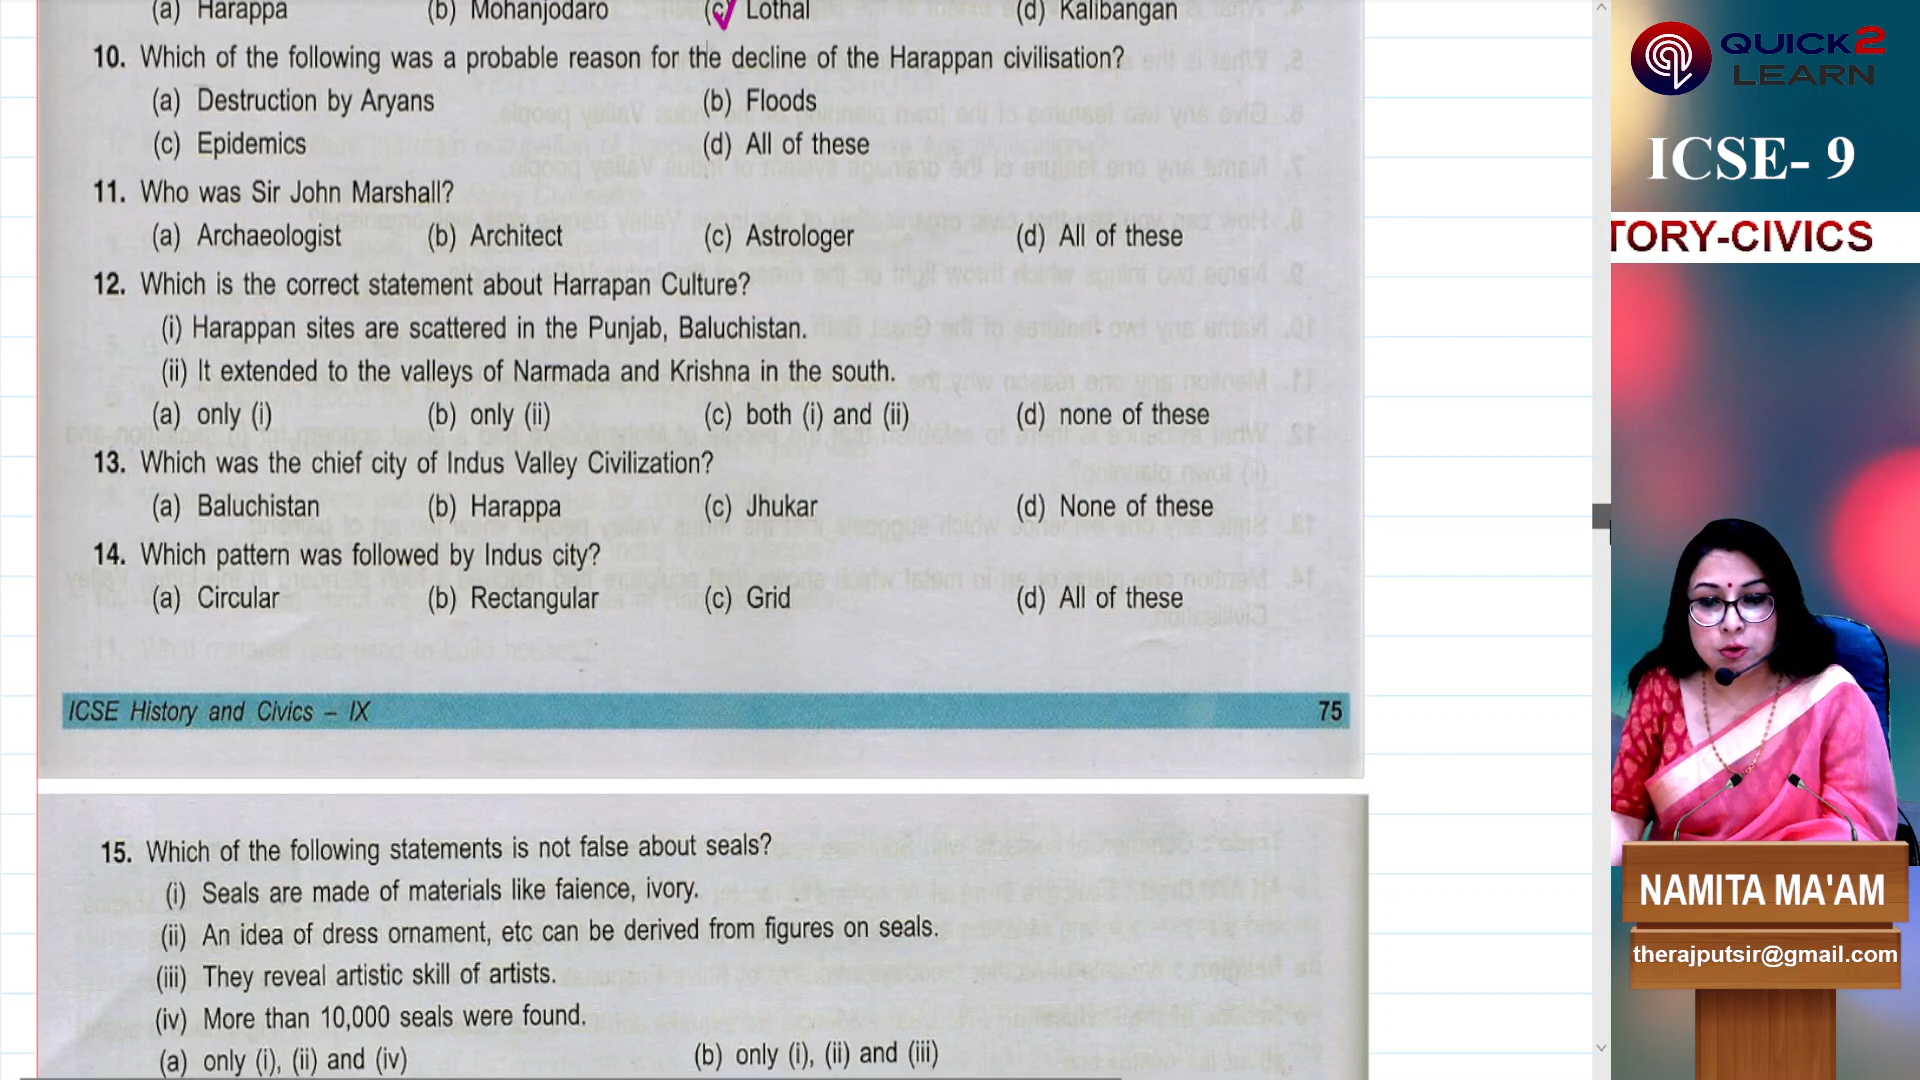 (a) Harappa (b) Mohanjodaro (c) Lothal (d) Kalibangan
10. Which of the following was a probable reason for the decline of the Harappan civilisation?
(a) Destruction by Aryans (b) Floods
(c) Epidemics (d) All of these
11. Who was Sir John Marshall?
(a) Archaeologist (b) Architect (c) Astrologer (d) All of these
12. Which is the correct statement about Harrapan Culture?
(i) Harappan sites are scattered in the Punjab, Baluchistan.
(ii) It extended to the valleys of Narmada and Krishna in the south.
(a) only (i) (b) only (ii) (c) both (i) and (ii) (d) none of these
13. Which was the chief city of Indus Valley Civilization?
(a) Baluchistan (b) Harappa (c) Jhukar (d) None of these
14. Which pattern was followed by Indus city?
(a) Circular (b) Rectangular (c) Grid (d) All of these
ICSE History and Civics – IX 75
15. Which of the following statements is not false about seals?
(i) Seals are made of materials like faience, ivory.
(ii) An idea of dress ornament, etc can be derived from figures on seals.
(iii) They reveal artistic skill of artists.
(iv) More than 10,000 seals were found.
(a) only (i), (ii) and (iv) (b) only (i), (ii) and (iii)
QUICK2
LEARN
ICSE- 9
TORY-CIVICS
NAMITA MA'AM
therajputsir@gmail.com